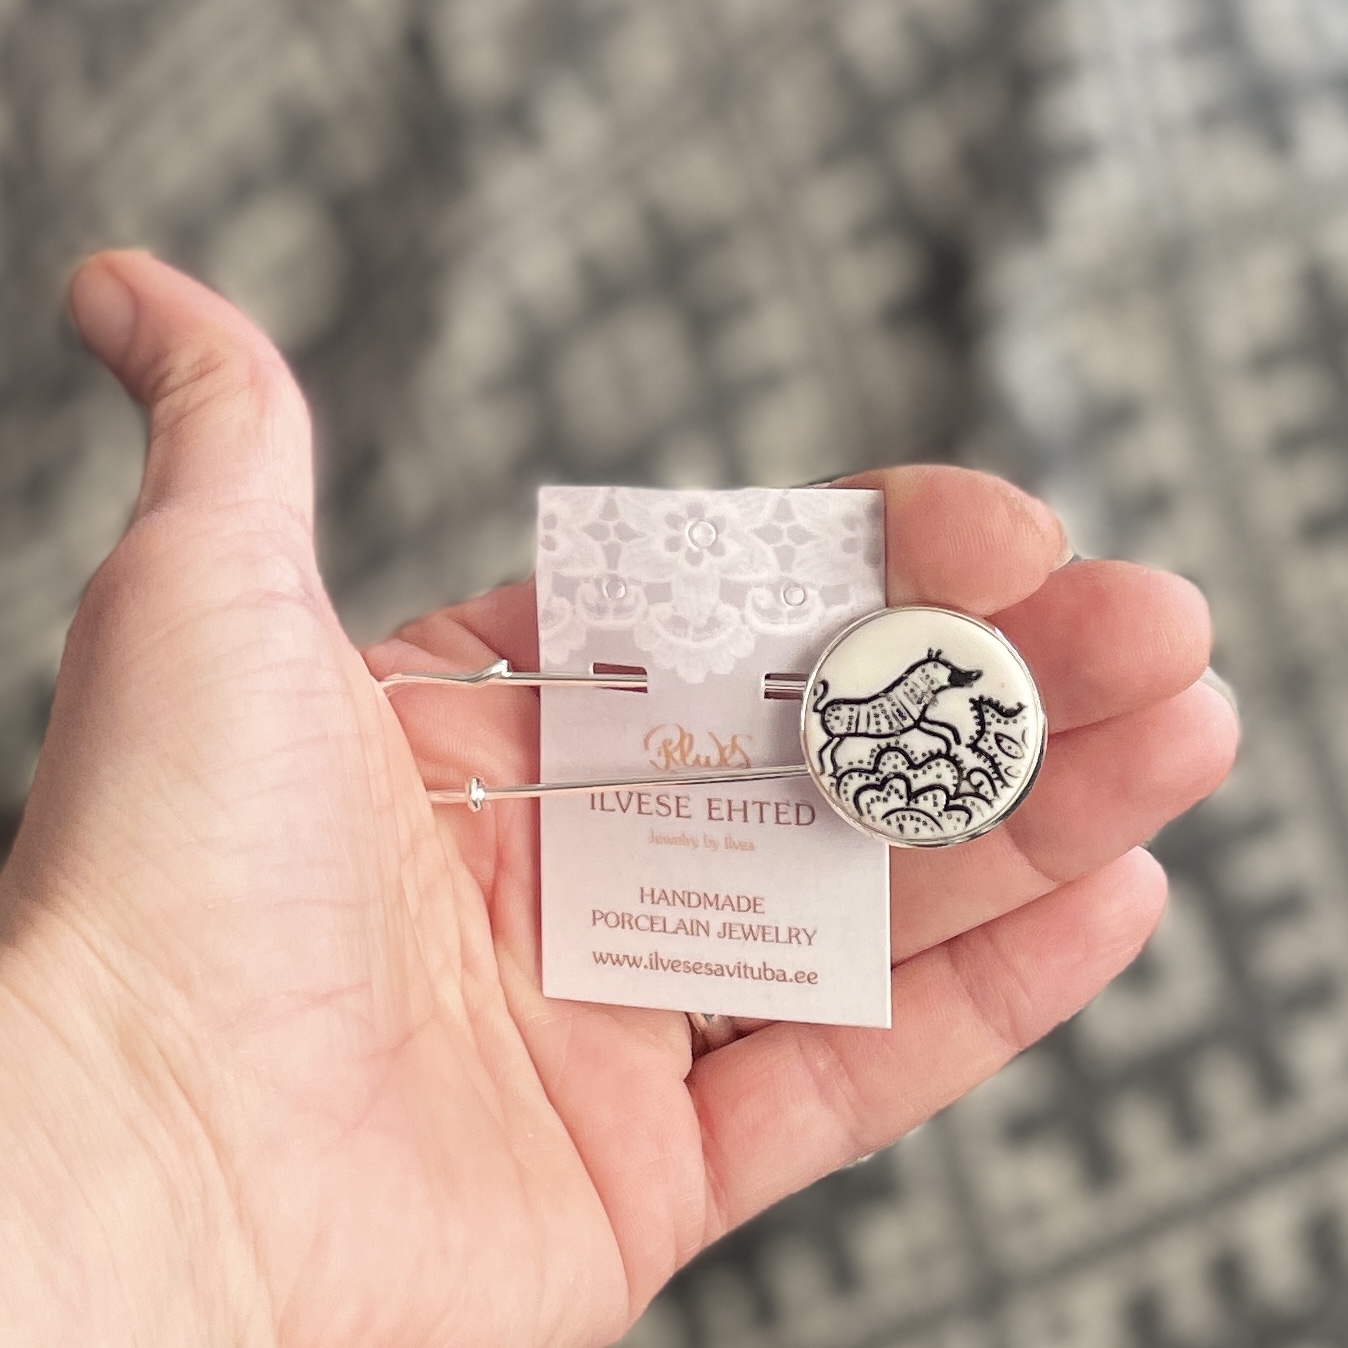 ILVESE EHTED
Jewelry by Ilves
HANDMADE
PORCELAIN JEWELRY
www.ilvesesavituba.ee